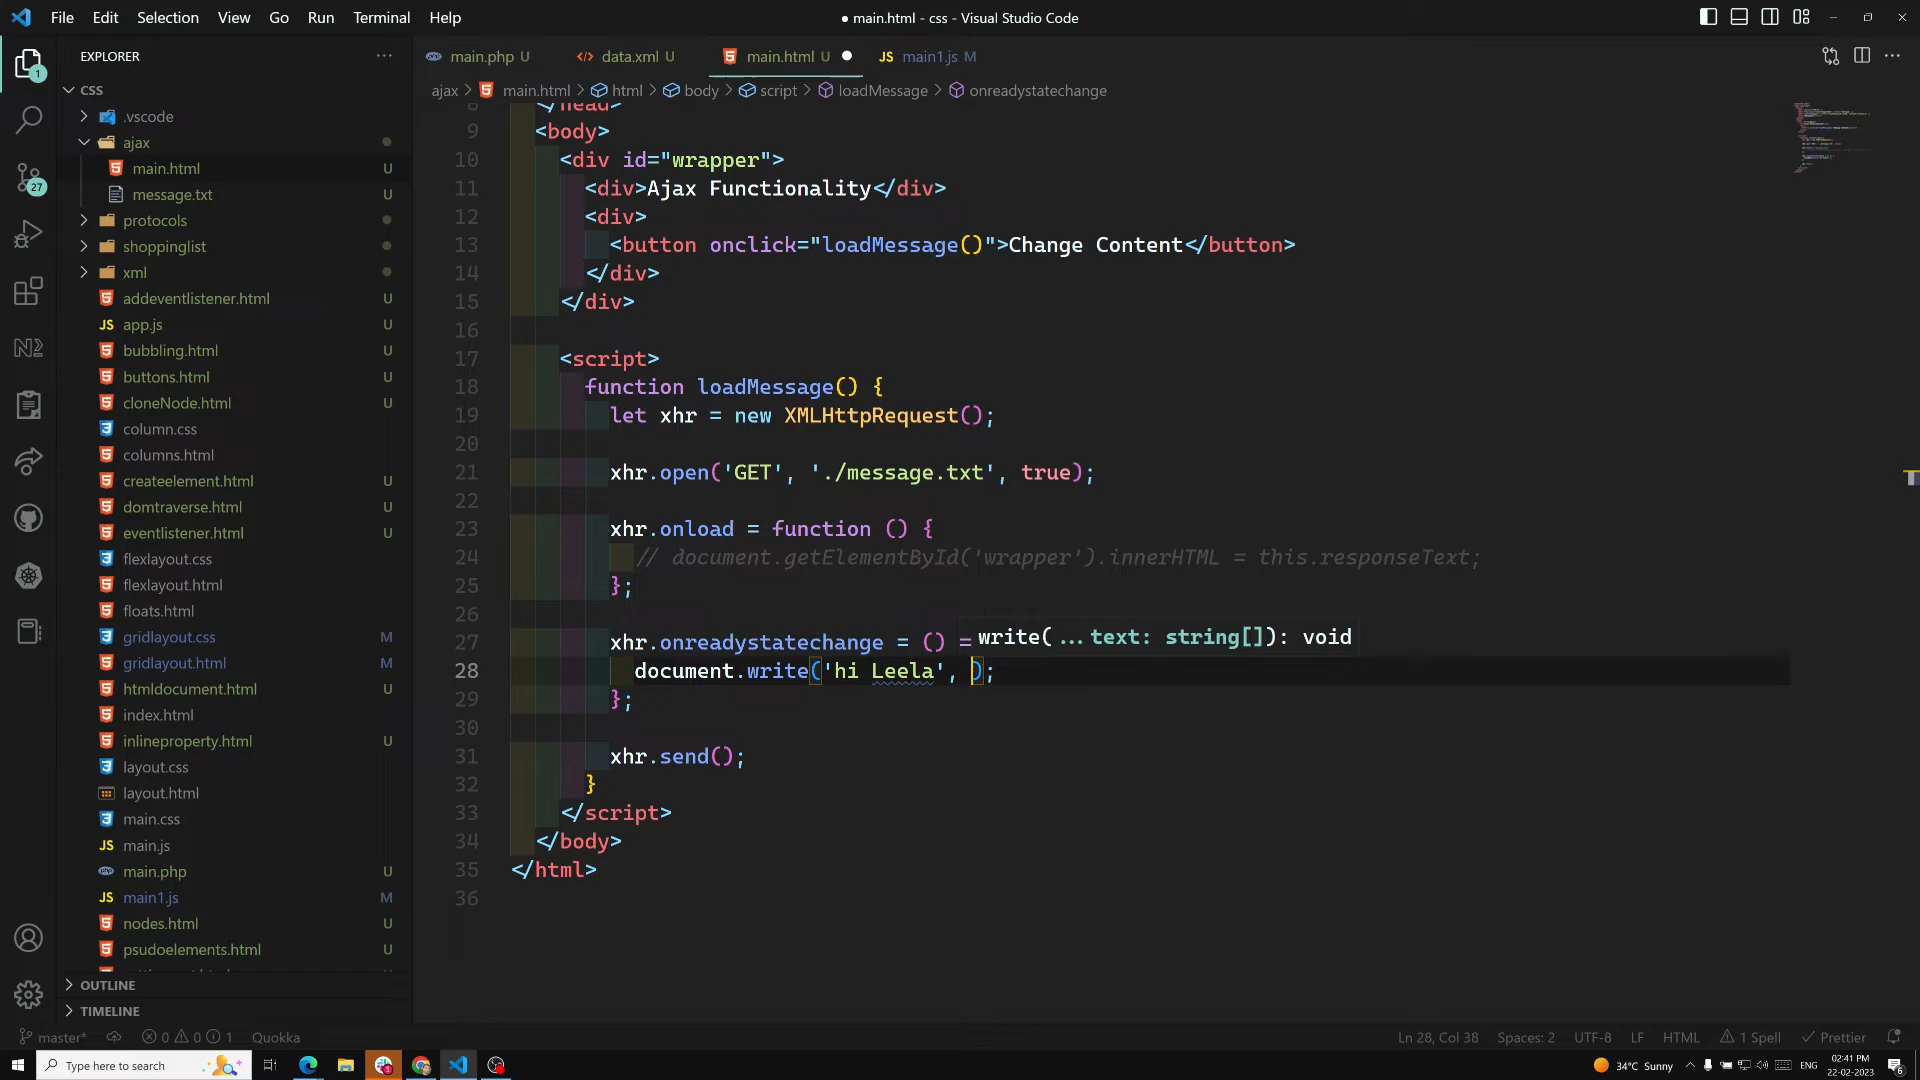 File Edit Selection View Go Run Terminal Help
● main.html - css - Visual Studio Code
EXPLORER
CSS
.vscode
ajax
main.html U
message.txt U
protocols
shoppinglist
xml
addeventlistener.html U
app.js U
bubbling.html U
buttons.html U
cloneNode.html U
column.css
columns.html
createelement.html U
domtraverse.html U
eventlistener.html U
flexlayout.css
flexlayout.html
floats.html
gridlayout.css M
gridlayout.html M
htmldocument.html U
index.html
inlineproperty.html U
layout.css
layout.html
main.css
main.js
main.php U
main1.js M
nodes.html U
psudoelements.html U
OUTLINE
TIMELINE
1
27
main.php U data.xml U main.html U ● JS main1.js M
ajax > main.html > html > body > script > loadMessage > onreadystatechange
8 </head>
9 <body>
10 <div id="wrapper">
11 <div>Ajax Functionality</div>
12 <div>
13 <button onclick="loadMessage()">Change Content</button>
14 </div>
15 </div>
16
17 <script>
18 function loadMessage() {
19 let xhr = new XMLHttpRequest();
20
21 xhr.open('GET', './message.txt', true);
22
23 xhr.onload = function () {
24 // document.getElementById('wrapper').innerHTML = this.responseText;
25 };
26
27 xhr.onreadystatechange = () =
write(...text: string[]): void
28 document.write('hi Leela', );
29 };
30
31 xhr.send();
32 }
33 </script>
34 </body>
35 </html>
36
master* 0 0 1 Quokka
Ln 28, Col 38 Spaces: 2 UTF-8 LF HTML 1 Spell Prettier
Type here to search
34°C Sunny ENG 02:41 PM
22-02-2023
6